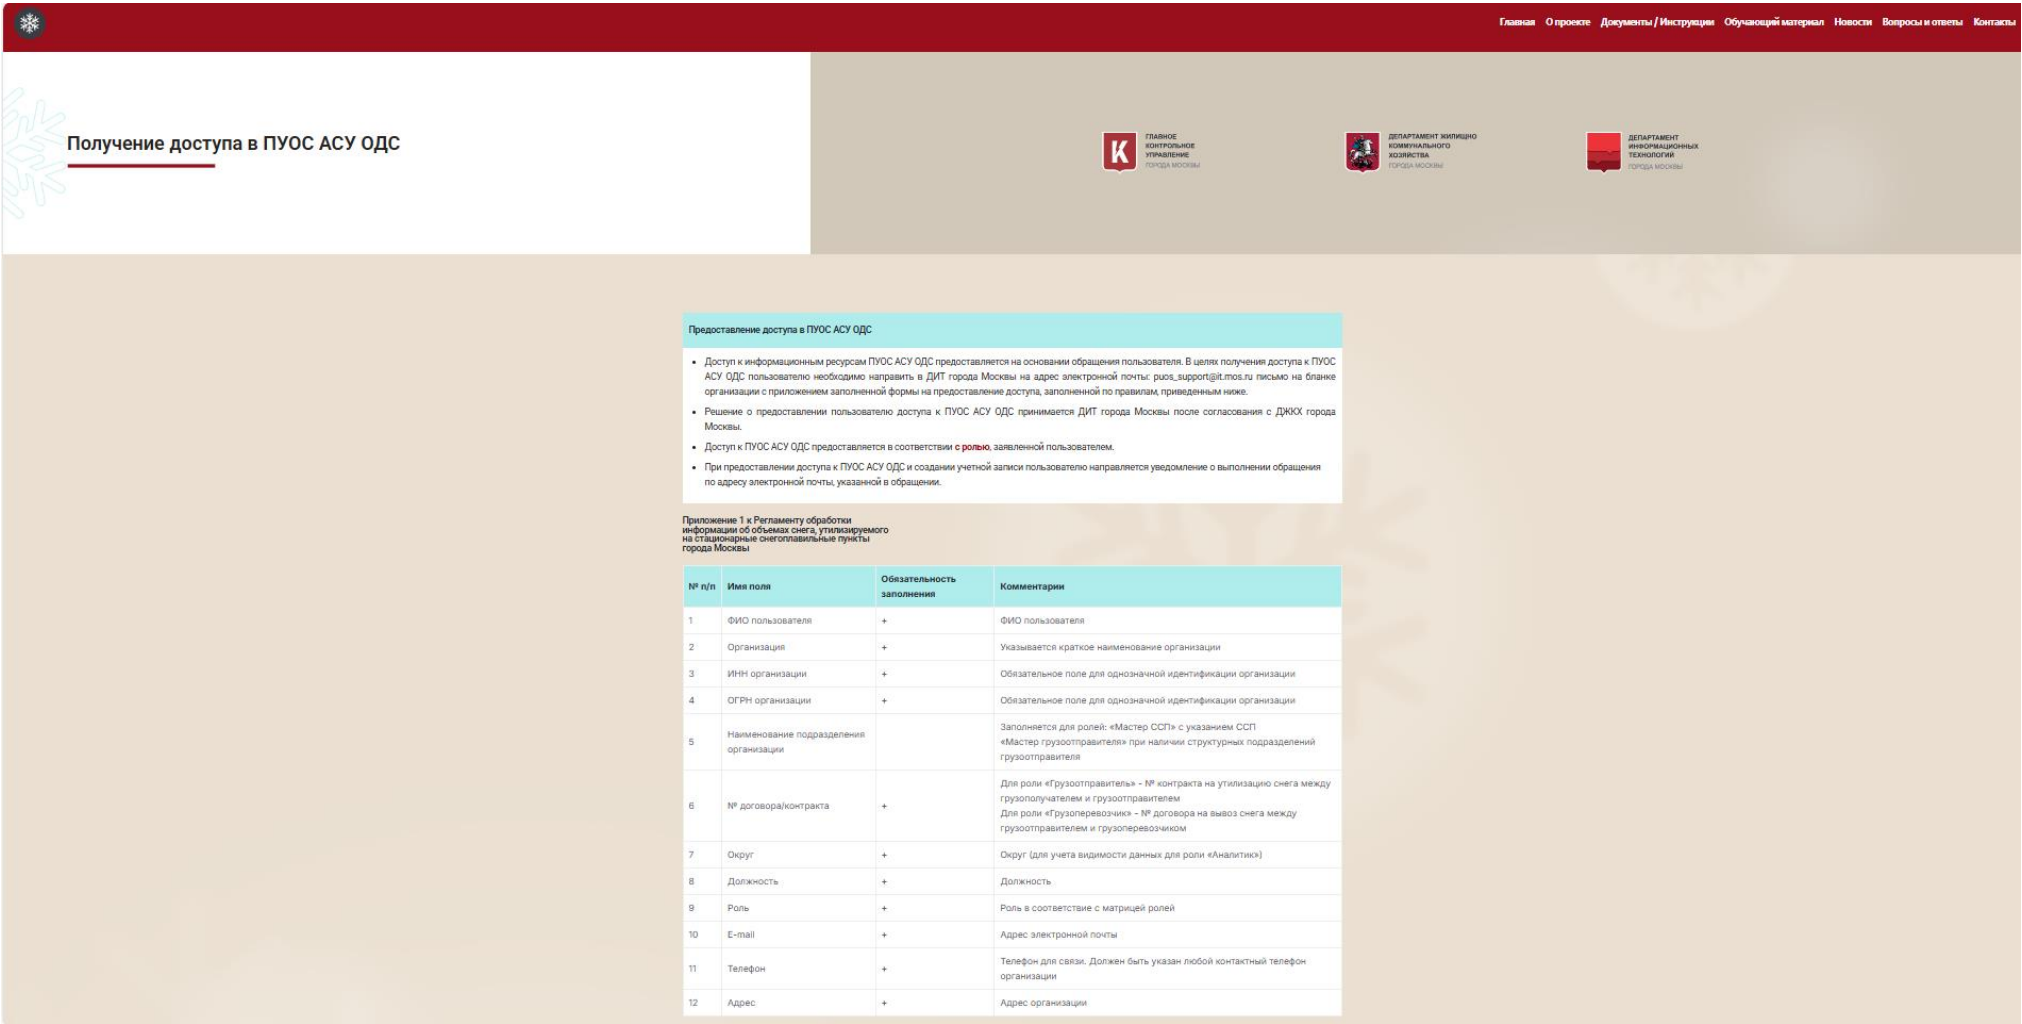 Главная О проекте Документы / Инструкции Обучающий материал Новости Вопросы и ответы Контакты
Получение доступа в ПУОС АСУ ОДС
ГЛАВНОЕ
КОНТРОЛЬНОЕ
УПРАВЛЕНИЕ
ГОРОДА МОСКВЫ
ДЕПАРТАМЕНТ ЖИЛИЩНО
КОММУНАЛЬНОГО
ХОЗЯЙСТВА
ГОРОДА МОСКВЫ
ДЕПАРТАМЕНТ
ИНФОРМАЦИОННЫХ
ТЕХНОЛОГИЙ
ГОРОДА МОСКВЫ
Предоставление доступа в ПУОС АСУ ОДС
• Доступ к информационным ресурсам ПУОС АСУ ОДС предоставляется на основании обращения пользователя. В целях получения доступа к ПУОС
АСУ ОДС пользователю необходимо направить в ДИТ города Москвы на адрес электронной почты: puos_support@it.mos.ru письмо на бланке
организации с приложением заполненной формы на предоставление доступа, заполненной по правилам, приведенным ниже.
• Решение о предоставлении пользователю доступа к ПУОС АСУ ОДС принимается ДИТ города Москвы после согласования с ДЖКХ города
Москвы.
• Доступ к ПУОС АСУ ОДС предоставляется в соответствии с ролью, заявленной пользователем.
• При предоставлении доступа к ПУОС АСУ ОДС и создании учетной записи пользователю направляется уведомление о выполнении обращения
по адресу электронной почты, указанной в обращении.
Приложение 1 к Регламенту обработки
информации об объемах снега, утилизируемого
на стационарные снегоплавильные пункты
города Москвы
№ п/п Имя поля Обязательность заполнения Комментарии
1 ФИО пользователя + ФИО пользователя
2 Организация + Указывается краткое наименование организации
3 ИНН организации + Обязательное поле для однозначной идентификации организации
4 ОГРН организации + Обязательное поле для однозначной идентификации организации
5 Наименование подразделения организации
Заполняется для ролей: «Мастер ССП» с указанием ССП
«Мастер грузоотправителя» при наличии структурных подразделений
грузоотправителя
6 № договора/контракта +
Для роли «Грузоотправитель» - № контракта на утилизацию снега между
грузополучателем и грузоотправителем
Для роли «Грузоперевозчик» - № договора на вывоз снега между
грузоотправителем и грузоперевозчиком
7 Округ + Округ (для учета видимости данных для роли «Аналитик»)
8 Должность + Должность
9 Роль + Роль в соответствие с матрицей ролей
10 E-mail + Адрес электронной почты
11 Телефон + Телефон для связи. Должен быть указан любой контактный телефон
организации
12 Адрес + Адрес организации